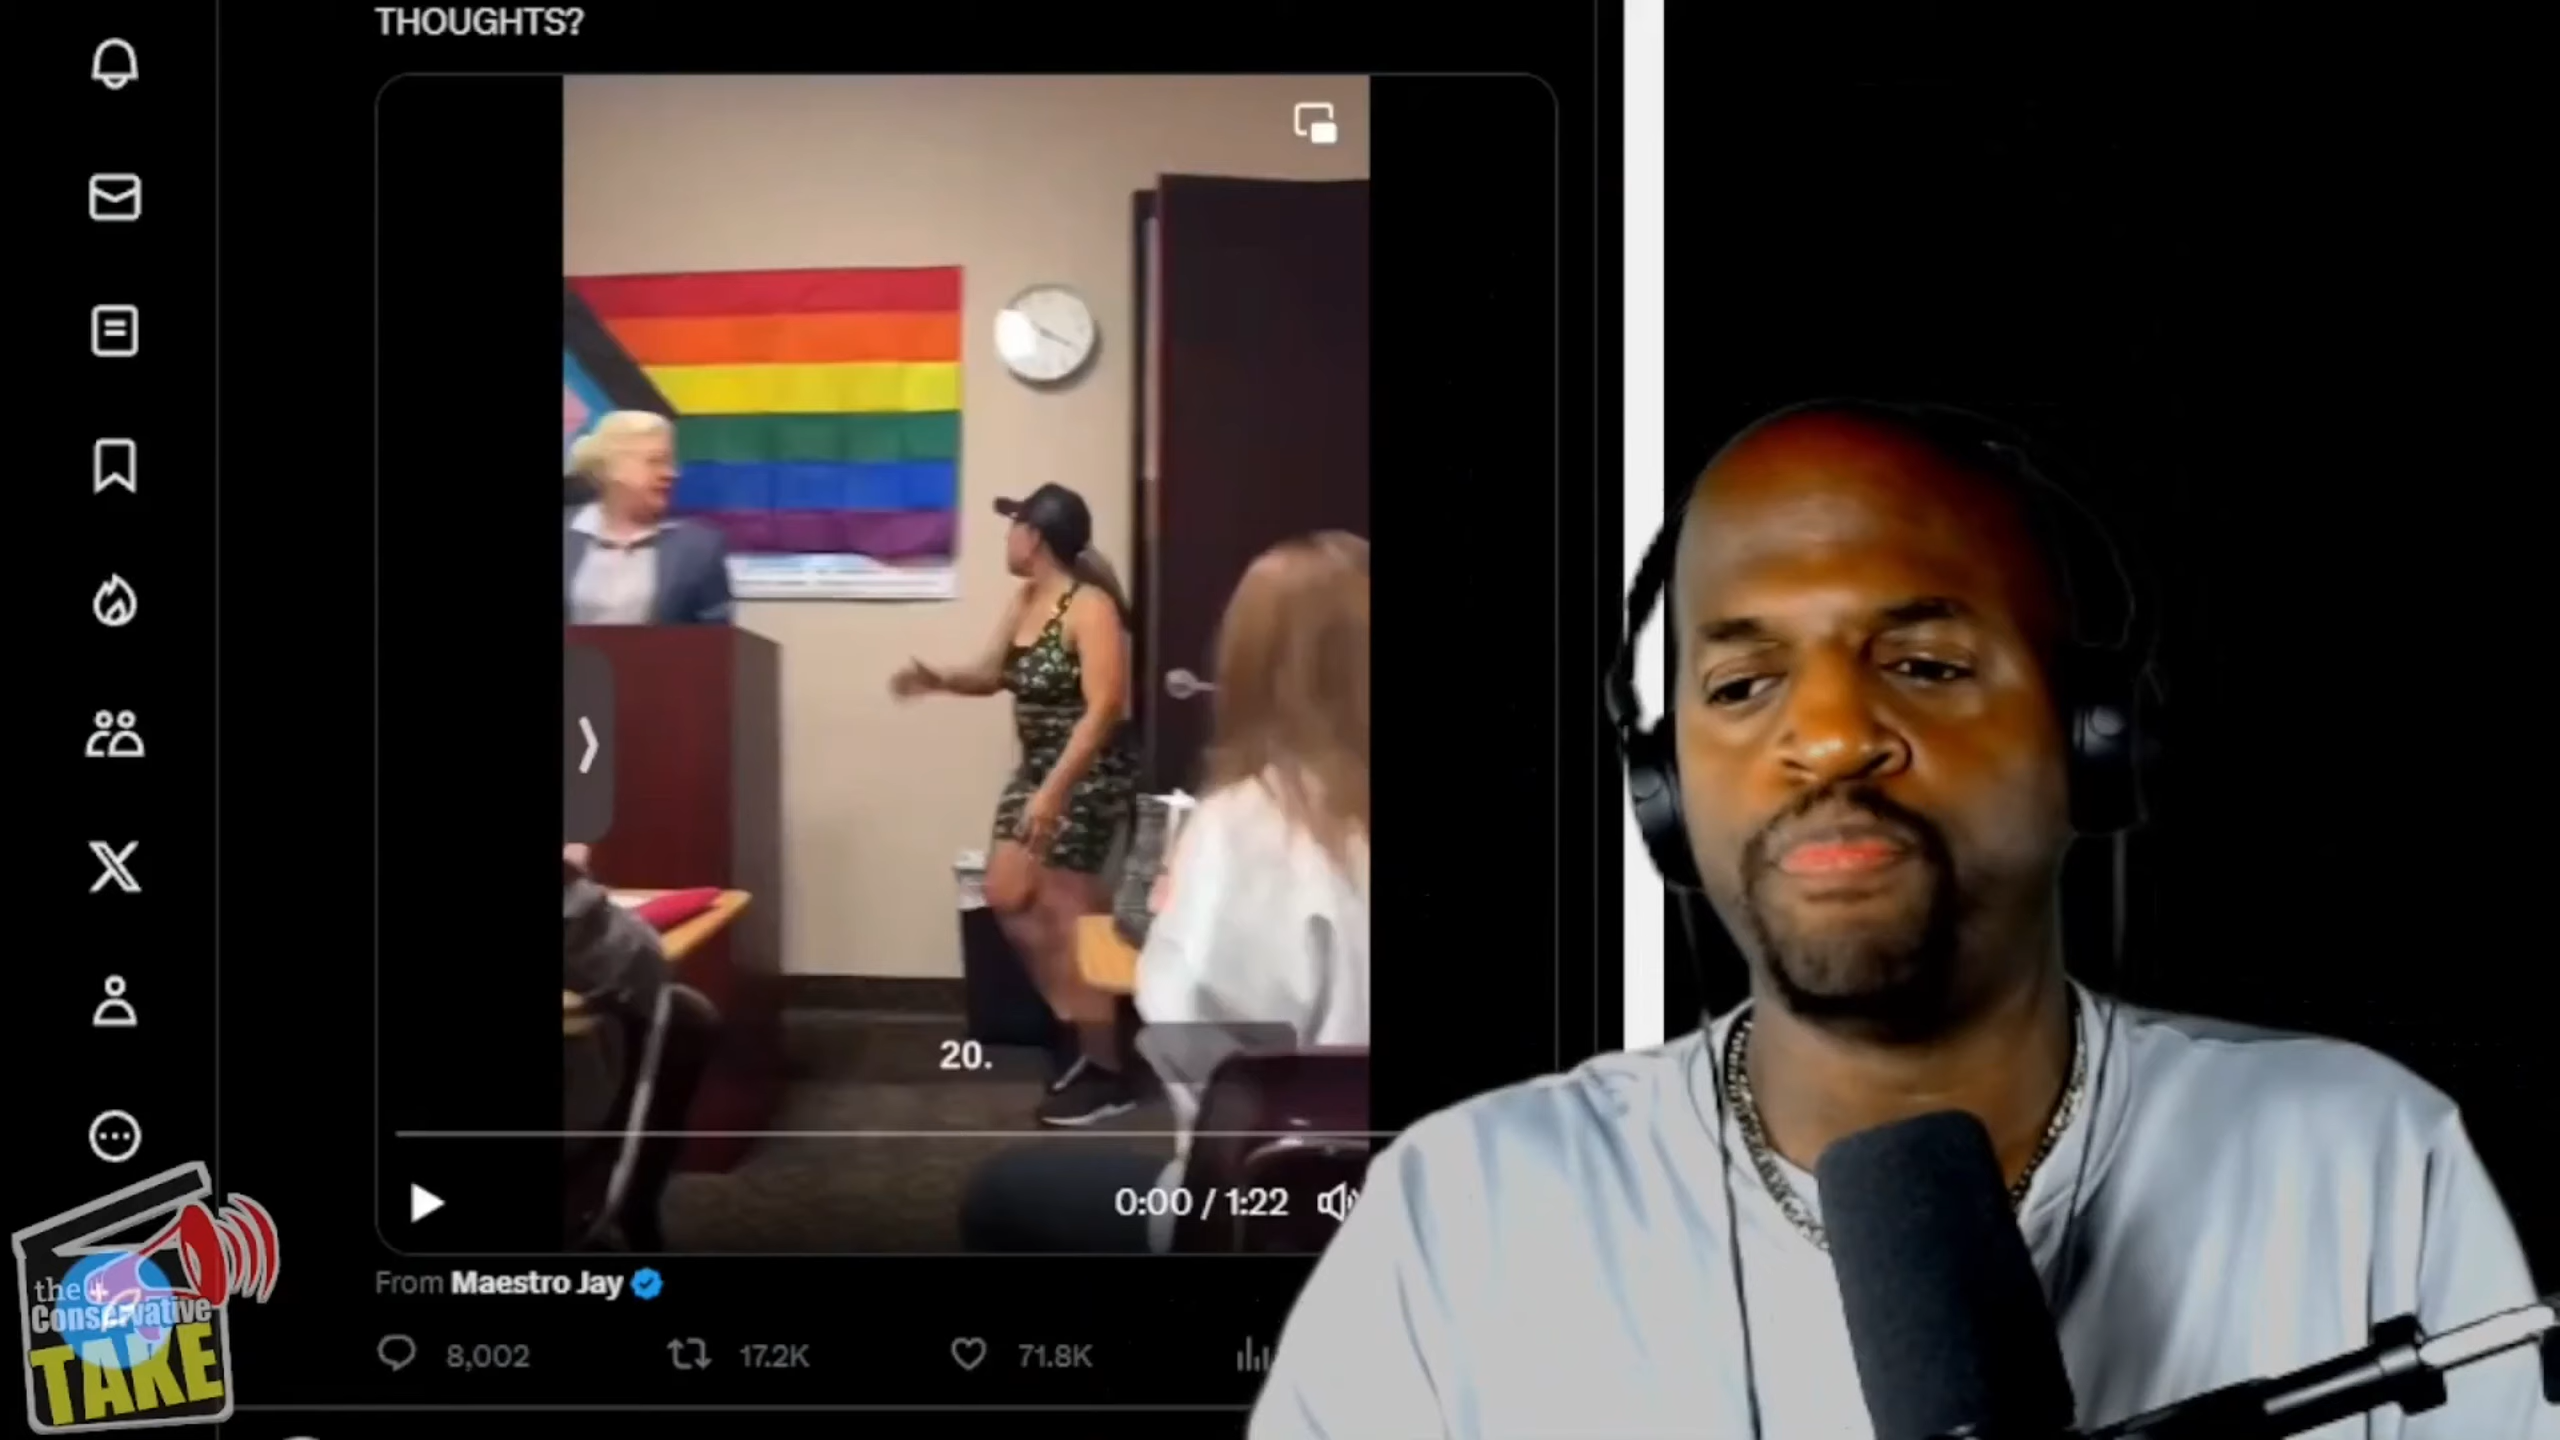 THOUGHTS?
20.
0:00 / 1:22
From Maestro Jay
8,002
17.2K
71.8K
the
Conservative
TAKE